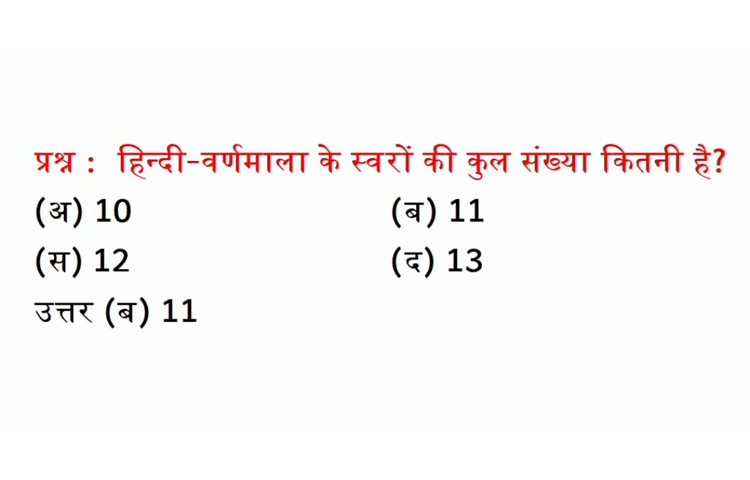 प्रश्न : हिन्दी-वर्णमाला के स्वरों की कुल संख्या कितनी है?
(अ) 10 (ब) 11
(स) 12 (द) 13
उत्तर (ब) 11